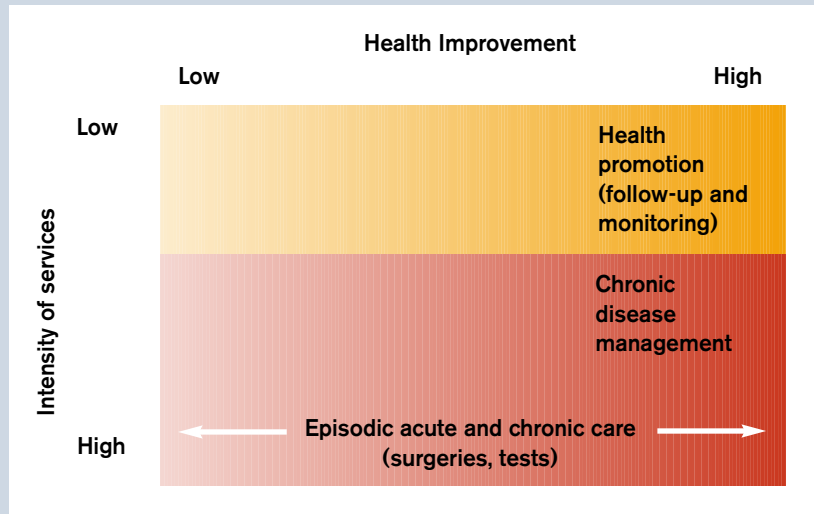 Health Improvement
Low
High
Low
Health
promotion
(follow-up and
monitoring)
Intensity of services
Chronic
disease
management
Episodic acute and chronic care
(surgeries, tests)
High